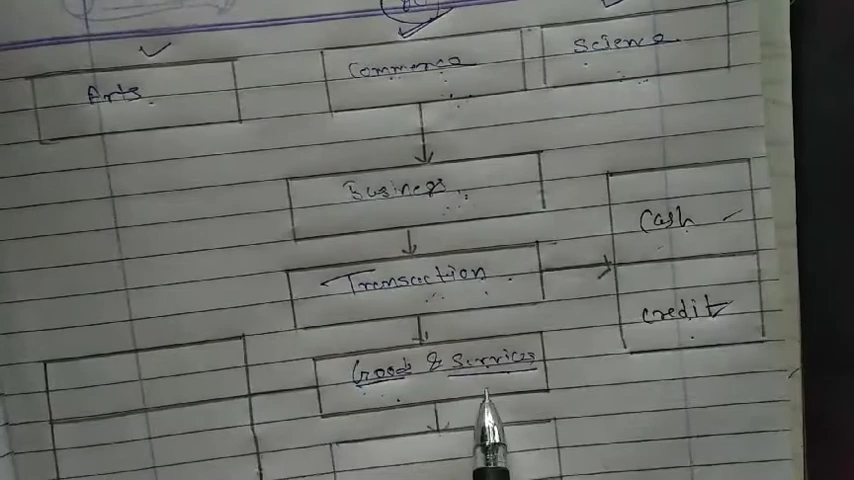 Arts
Commerce
Science
Business
Transaction
Cash
Credit
Goods & Services